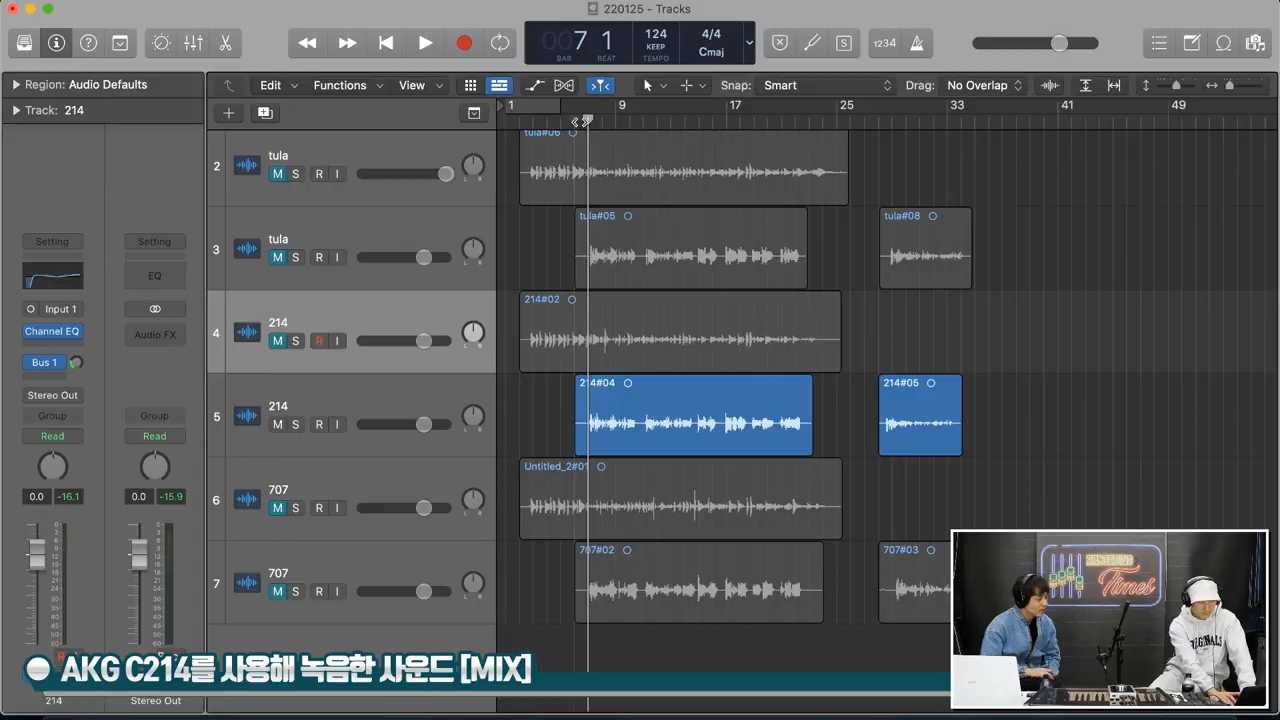 220125 - Tracks
007 1
BAR BEAT
124
KEEP
TEMPO
4/4
Cmaj
S
1234
Region: Audio Defaults
Track: 214
Edit
Functions
View
Snap: Smart
Drag: No Overlap
1 9 17 25 33 41 49
2
tula
M S R I
L R
tula#06
3
tula
M S R I
L R
tula#05
tula#08
4
214
M S R I
L R
214#02
5
214
M S R I
L R
214#04
214#05
6
707
M S R I
L R
Untitled_2#01
7
707
M S R I
L R
707#02
707#03
Setting
Setting
EQ
Input 1
Channel EQ
Audio FX
Bus 1
Stereo Out
Group
Group
Read
Read
0.0 -16.1
0.0 -15.9
Times
AKG C214를 사용해 녹음한 사운드 [MIX]
214
Stereo Out